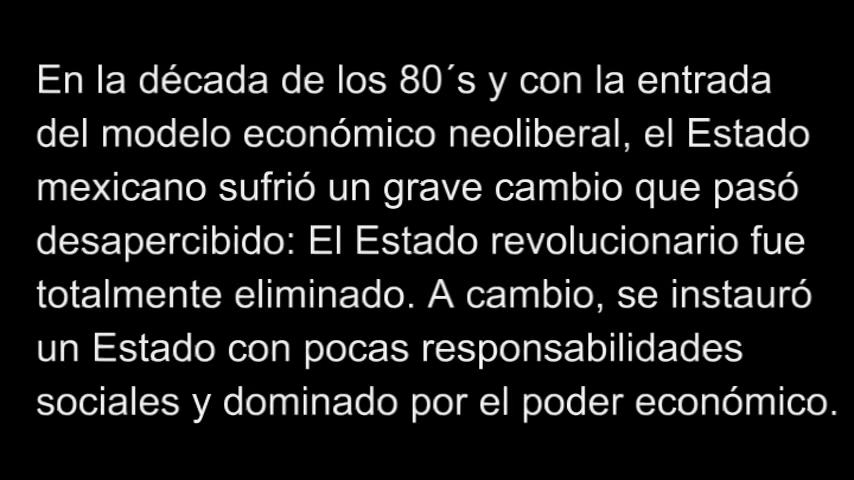 En la década de los 80´s y con la entrada
del modelo económico neoliberal, el Estado
mexicano sufrió un grave cambio que pasó
desapercibido: El Estado revolucionario fue
totalmente eliminado. A cambio, se instauró
un Estado con pocas responsabilidades
sociales y dominado por el poder económico.